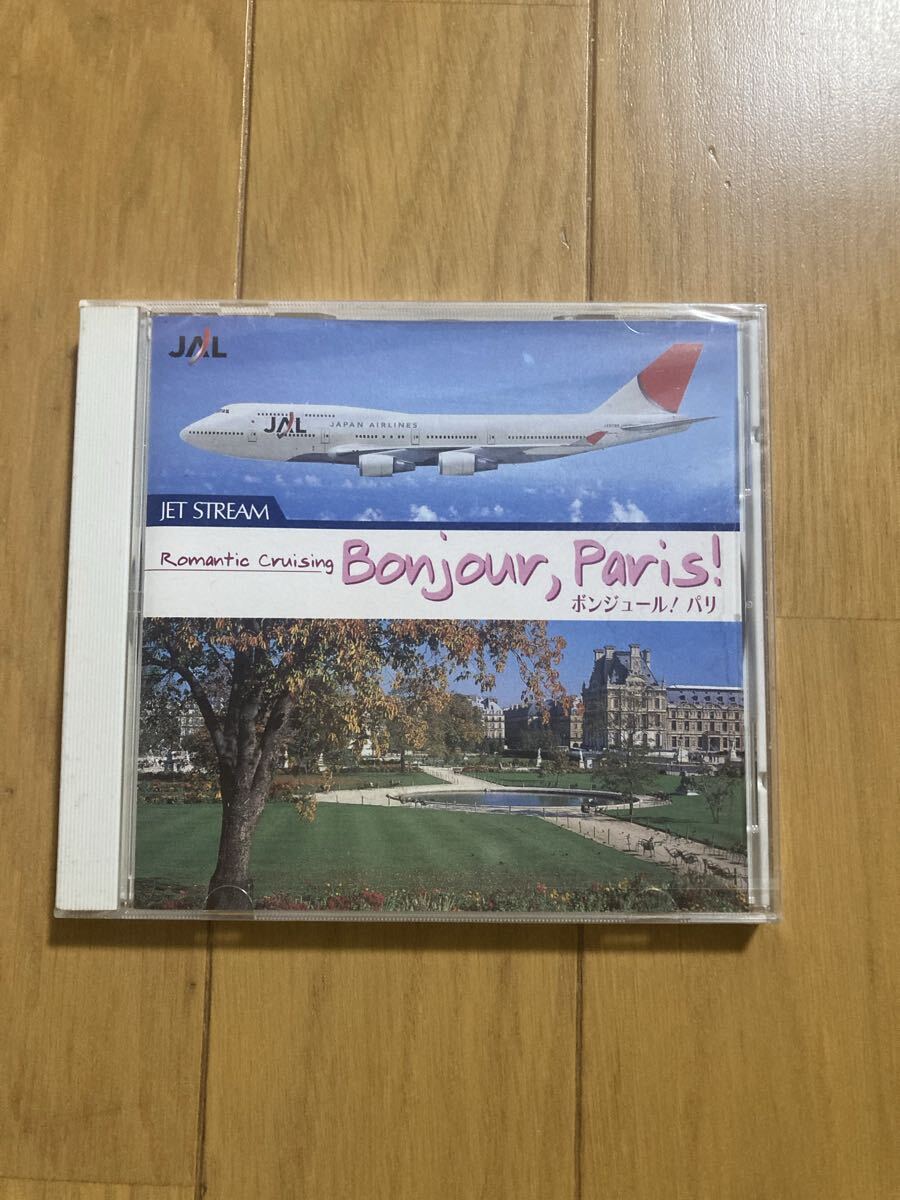 JAL
JAL JAPAN AIRLINES
JET STREAM
Romantic Cruising Bonjour, Paris!
ボンジュール! パリ